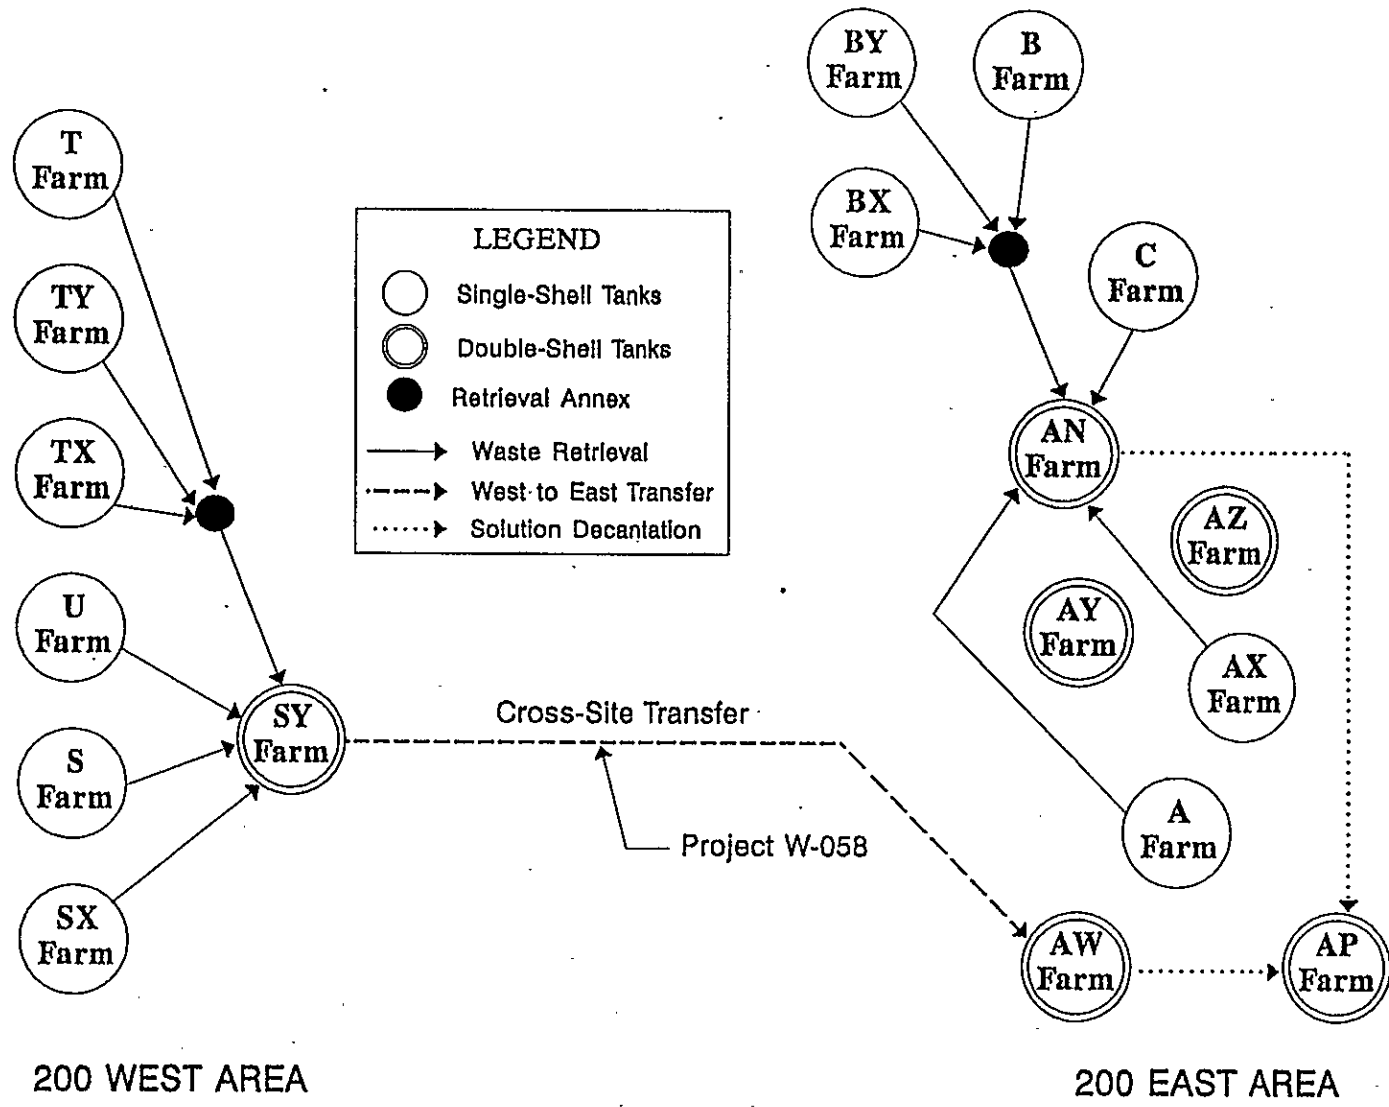 BY
Farm
B
Farm
T
Farm
BX
Farm
LEGEND
Single-Shell Tanks
Double-Shell Tanks
Retrieval Annex
Waste Retrieval
West to East Transfer
Solution Decantation
C
Farm
TY
Farm
TX
Farm
AN
Farm
AZ
Farm
U
Farm
AY
Farm
AX
Farm
SY
Farm
Cross-Site Transfer
S
Farm
Project W-058
A
Farm
SX
Farm
AW
Farm
AP
Farm
200 WEST AREA
200 EAST AREA